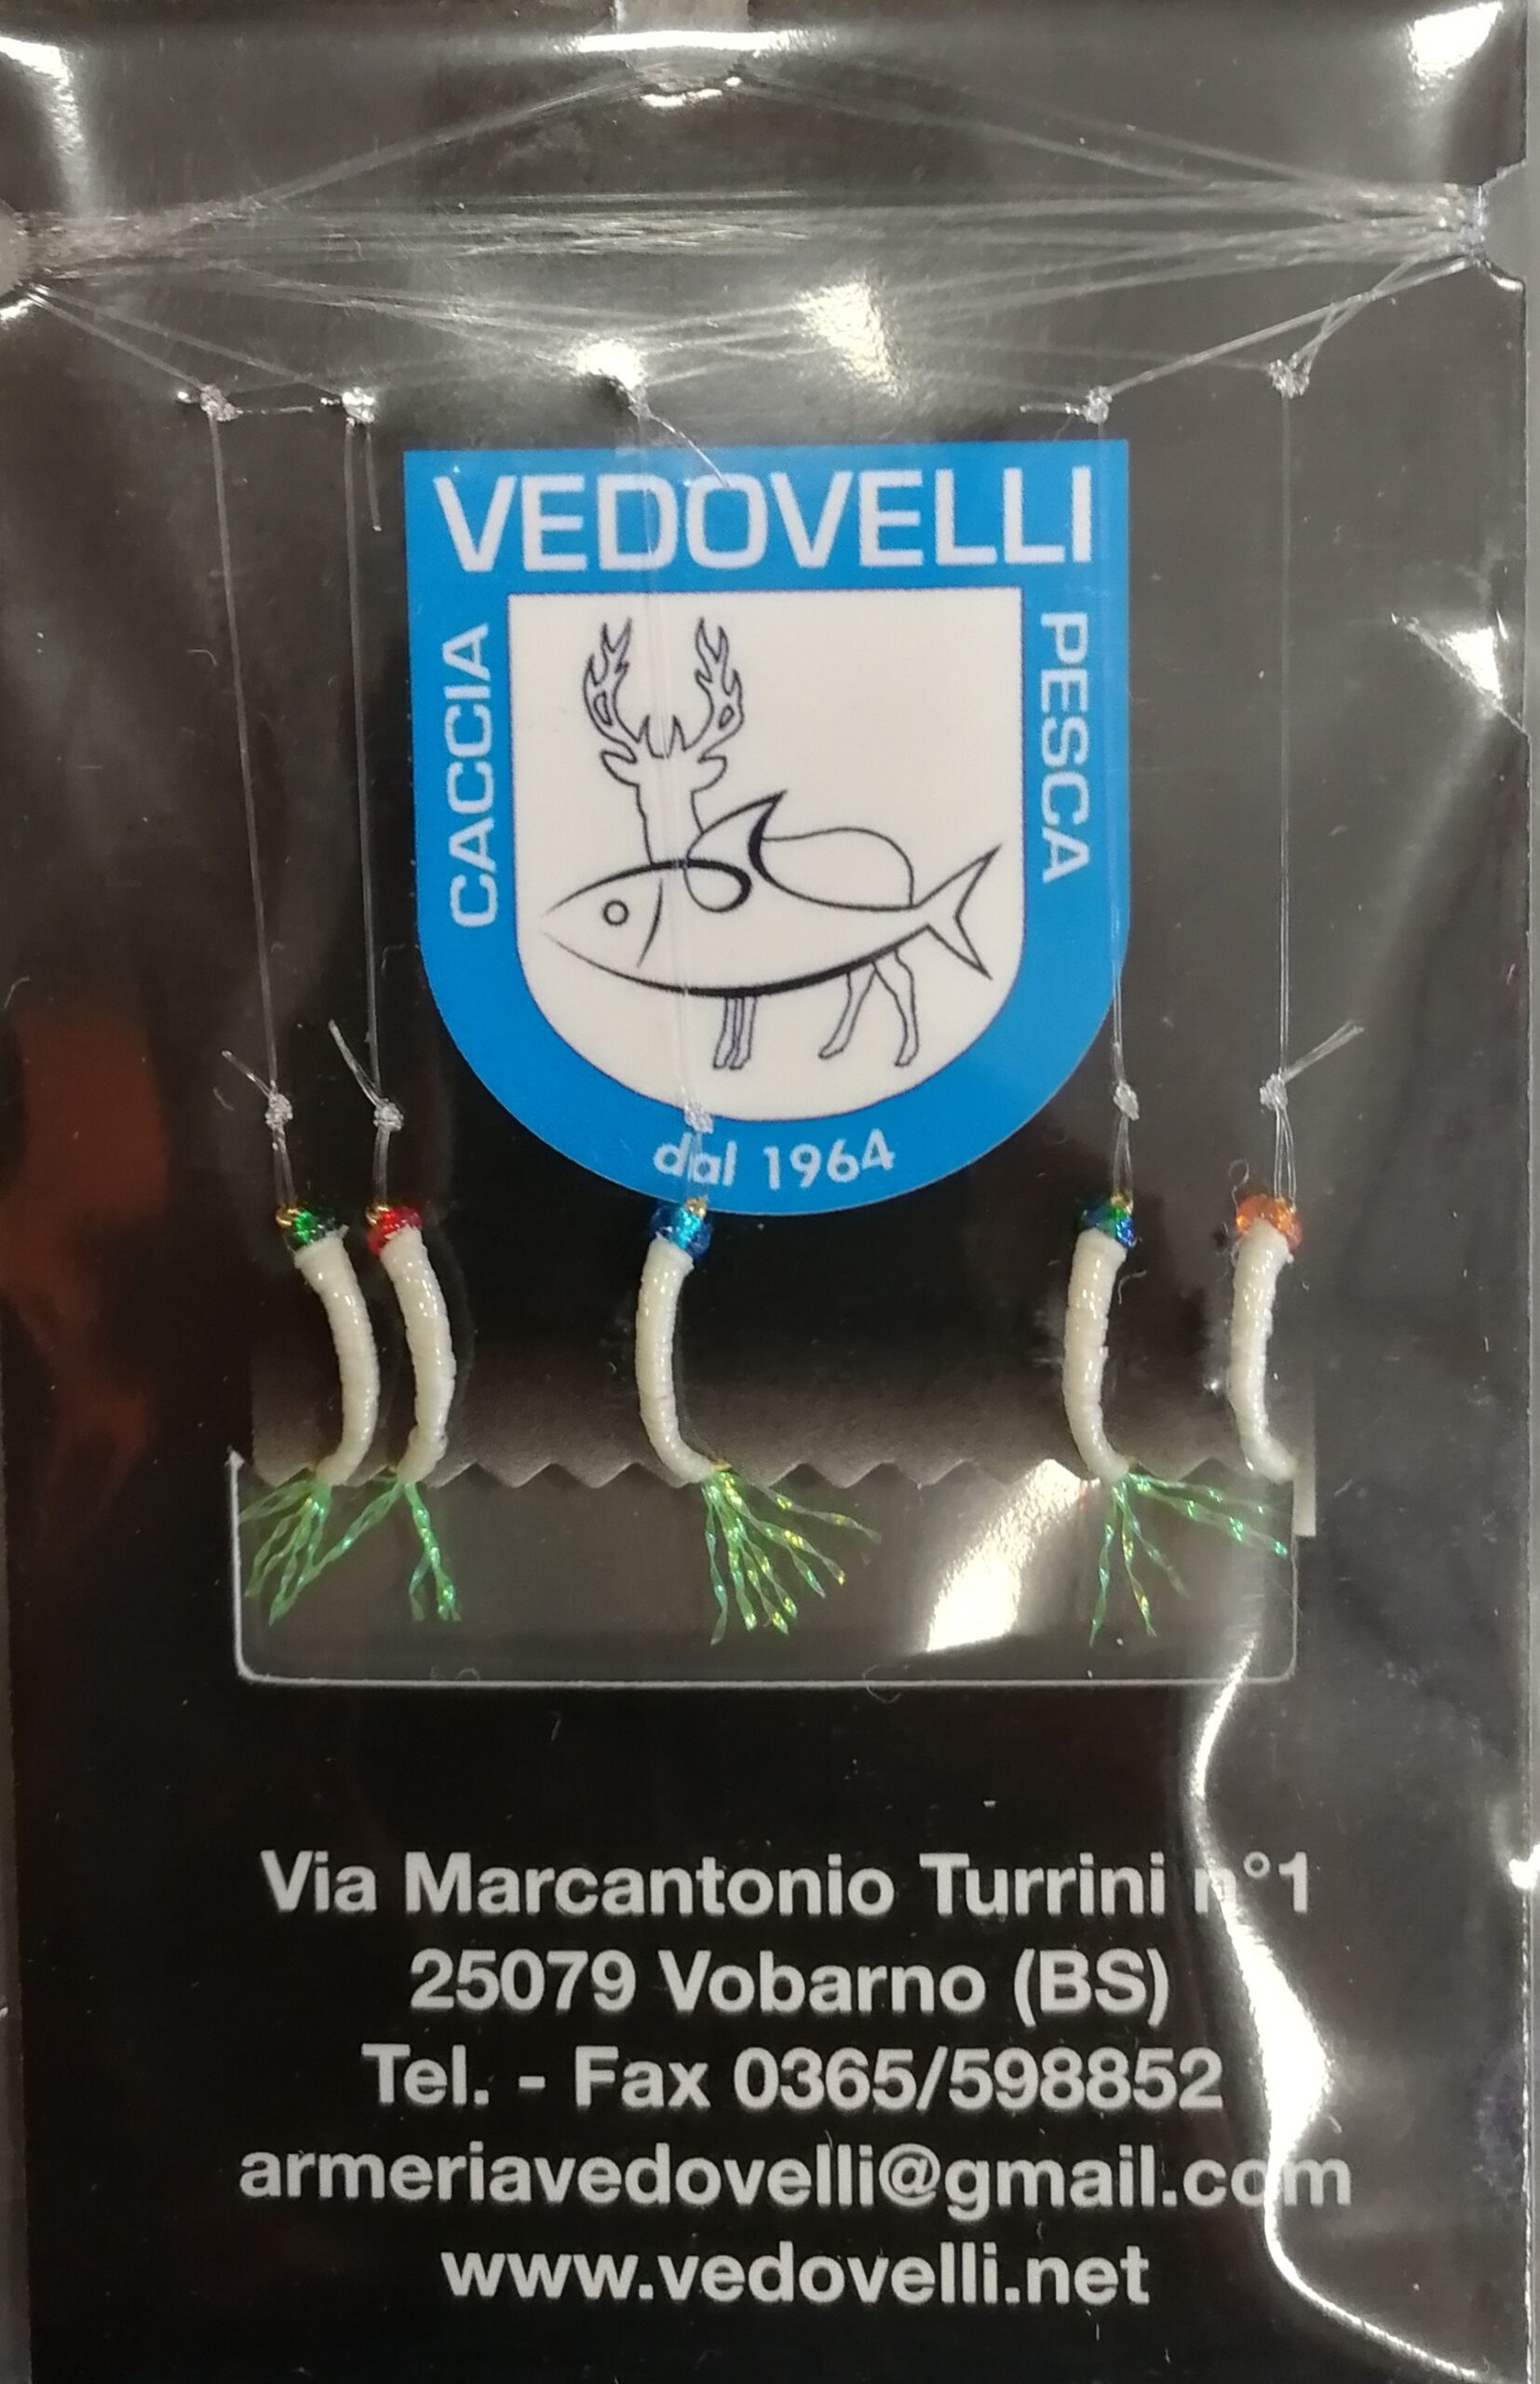 VEDOVELLI
CACCIA
PESCA
dal 1964
Via Marcantonio Turrini n°1
25079 Vobarno (BS)
Tel. - Fax 0365/598852
armeriavedovelli@gmail.com
www.vedovelli.net